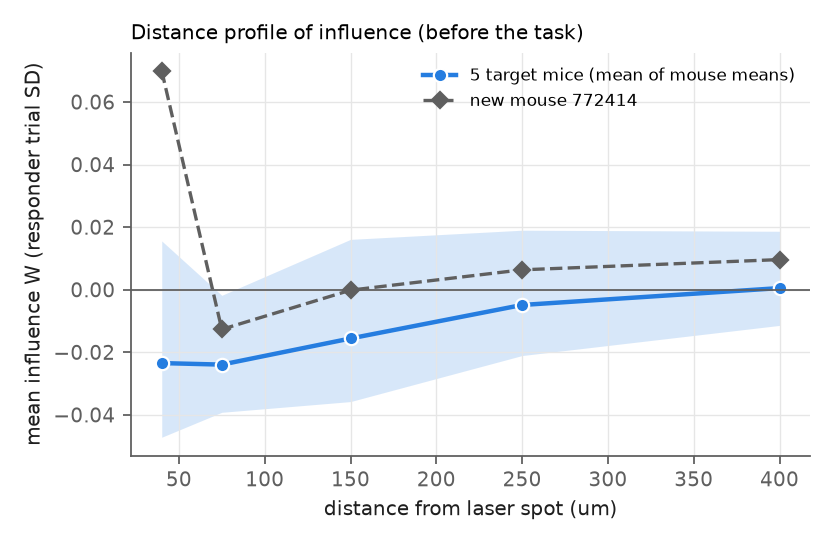 Distance profile of influence (before the task)
5 target mice (mean of mouse means)
new mouse 772414
mean influence W (responder trial SD)
0.06
0.04
0.02
0.00
−0.02
−0.04
50 100 150 200 250 300 350 400
distance from laser spot (um)